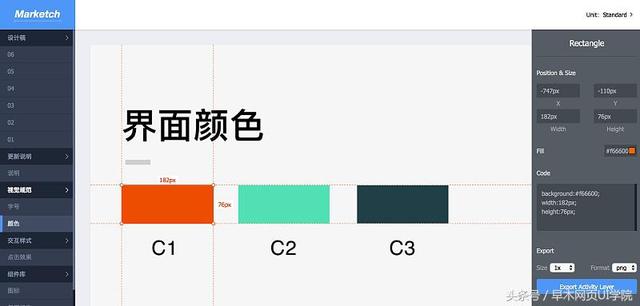 Marketch
Unit: Standard
设计稿
06
05
04
03
02
01
更新说明
说明
视觉规范
字号
颜色
交互样式
点击效果
组件库
图标
界面颜色
182px
76px
C1
C2
C3
Rectangle
Position & Size
-747px
-110px
X
Y
182px
76px
Width
Height
Fill
#f66600
Code
background:#f66600;
width:182px;
height:76px;
Export
Size
1x
Format
png
Export Activity Layer
头条号 / 早木网页UI学院